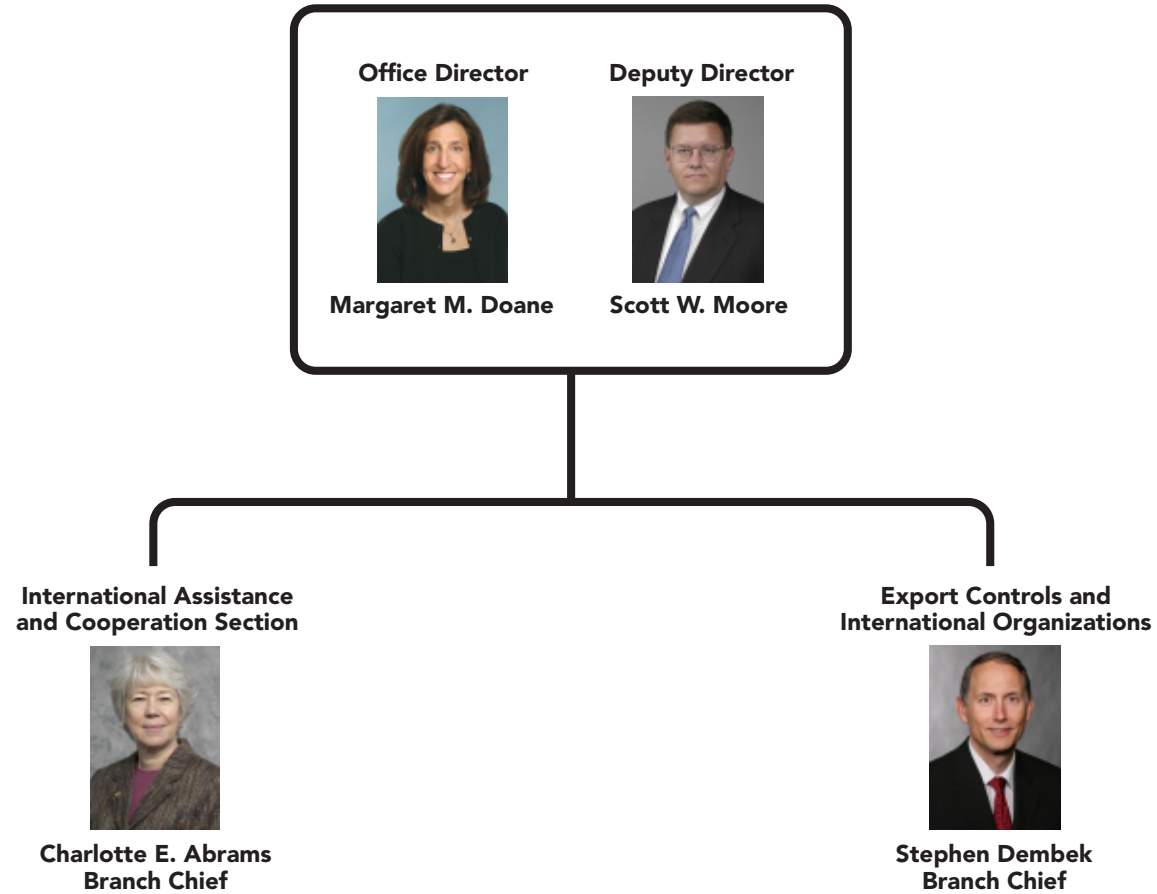 Office Director
Deputy Director
Margaret M. Doane
Scott W. Moore
International Assistance
and Cooperation Section
Export Controls and
International Organizations
Charlotte E. Abrams
Branch Chief
Stephen Dembek
Branch Chief